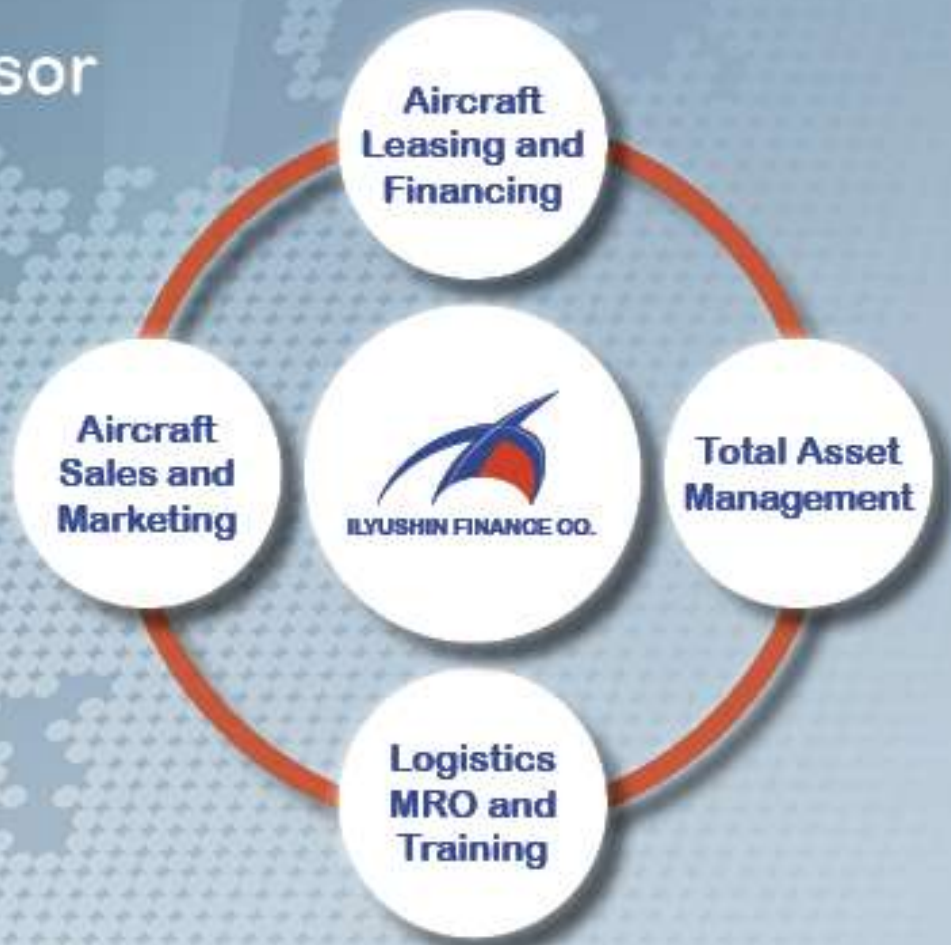 sor
Aircraft
Leasing and
Financing
Aircraft
Sales and
Marketing
ILYUSHIN FINANCE CO.
Total Asset
Management
Logistics
MRO and
Training